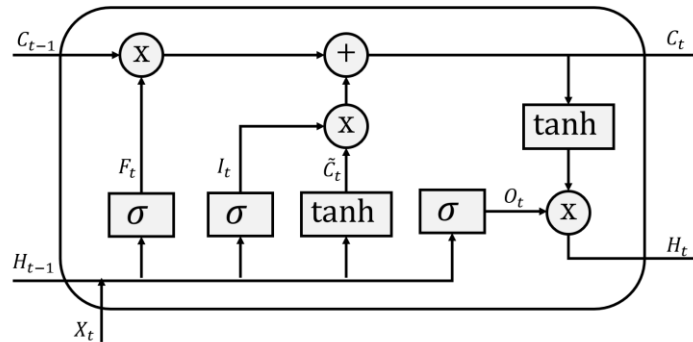 C_{t-1} x + C_t
x tanh
F_t I_t C̃_t
σ σ tanh σ O_t x
H_{t-1} H_t
X_t